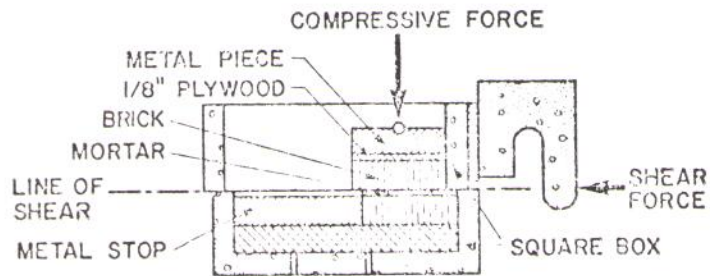 COMPRESSIVE FORCE
METAL PIECE
1/8" PLYWOOD
BRICK
MORTAR
LINE OF
SHEAR
SHEAR
FORCE
METAL STOP
SQUARE BOX